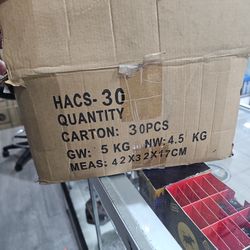 HACS-30
QUANTITY
CARTON: 30PCS
GW: 5 KG NW: 4.5 KG
MEAS: 42X32X17CM